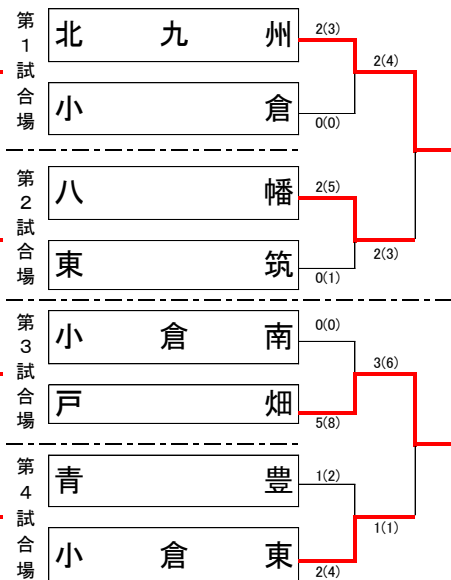 第1試合場
北九州
2(3)
2(4)
小倉
0(0)
第2試合場
八幡
2(5)
2(3)
東筑
0(1)
第3試合場
小倉南
0(0)
3(6)
戸畑
5(8)
第4試合場
青豊
1(2)
1(1)
小倉東
2(4)